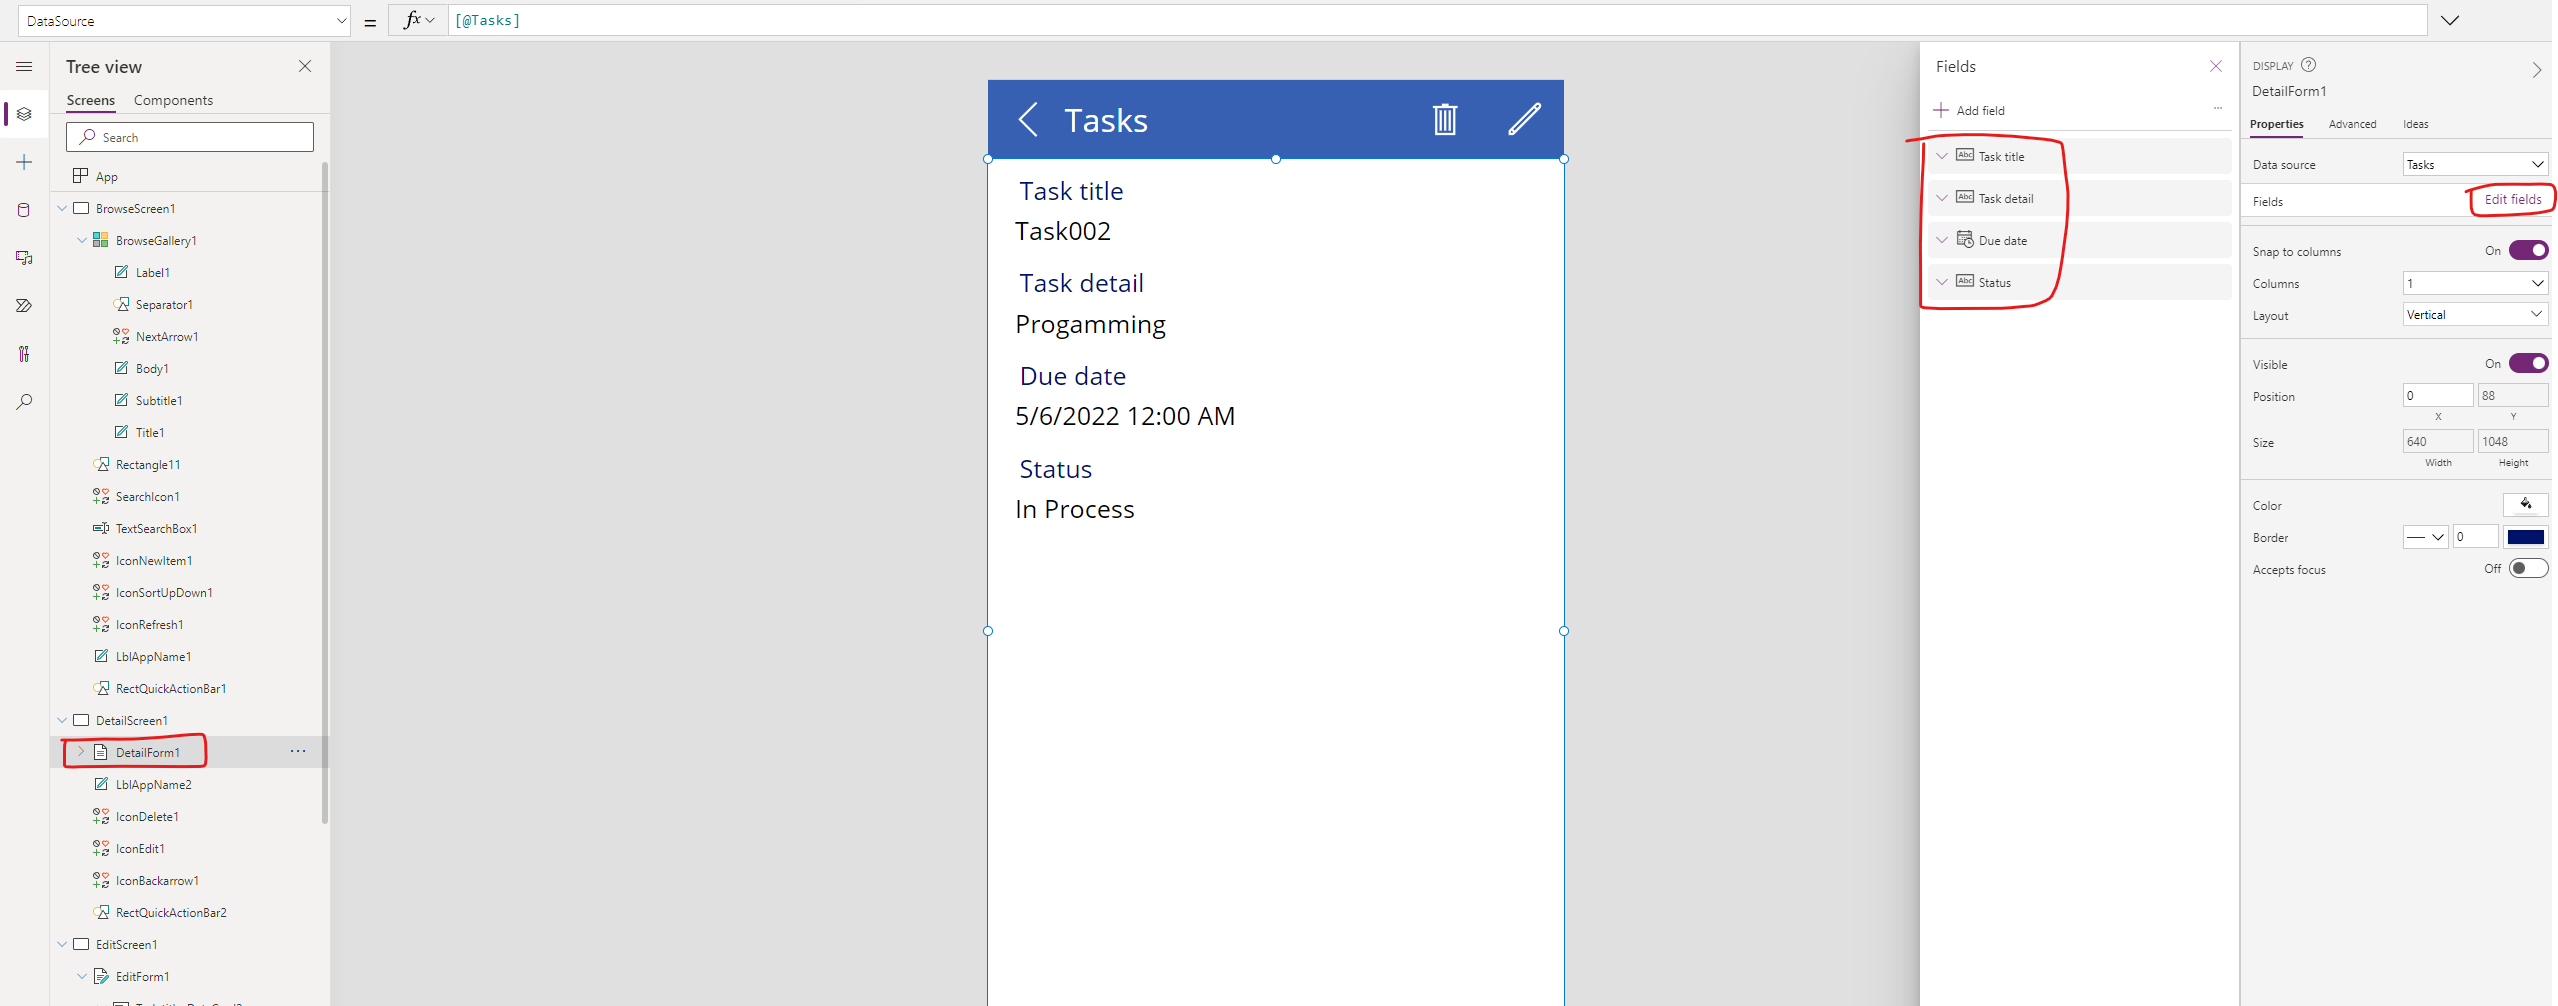 DataSource
=
fx
[@Tasks]
Tree view
Screens Components
Search
App
BrowseScreen1
BrowseGallery1
Label1
Separator1
NextArrow1
Body1
Subtitle1
Title1
Rectangle11
SearchIcon1
TextSearchBox1
IconNewItem1
IconSortUpDown1
IconRefresh1
LblAppName1
RectQuickActionBar1
DetailScreen1
DetailForm1
LblAppName2
IconDelete1
IconEdit1
IconBackarrow1
RectQuickActionBar2
EditScreen1
EditForm1
Tasks
Task title
Task002
Task detail
Progamming
Due date
5/6/2022 12:00 AM
Status
In Process
Fields
Add field
Abc Task title
Abc Task detail
Due date
Abc Status
DISPLAY
DetailForm1
Properties Advanced Ideas
Data source Tasks
Fields Edit fields
Snap to columns On
Columns 1
Layout Vertical
Visible On
Position 0 88
X Y
Size 640 1048
Width Height
Color
Border 0
Accepts focus Off